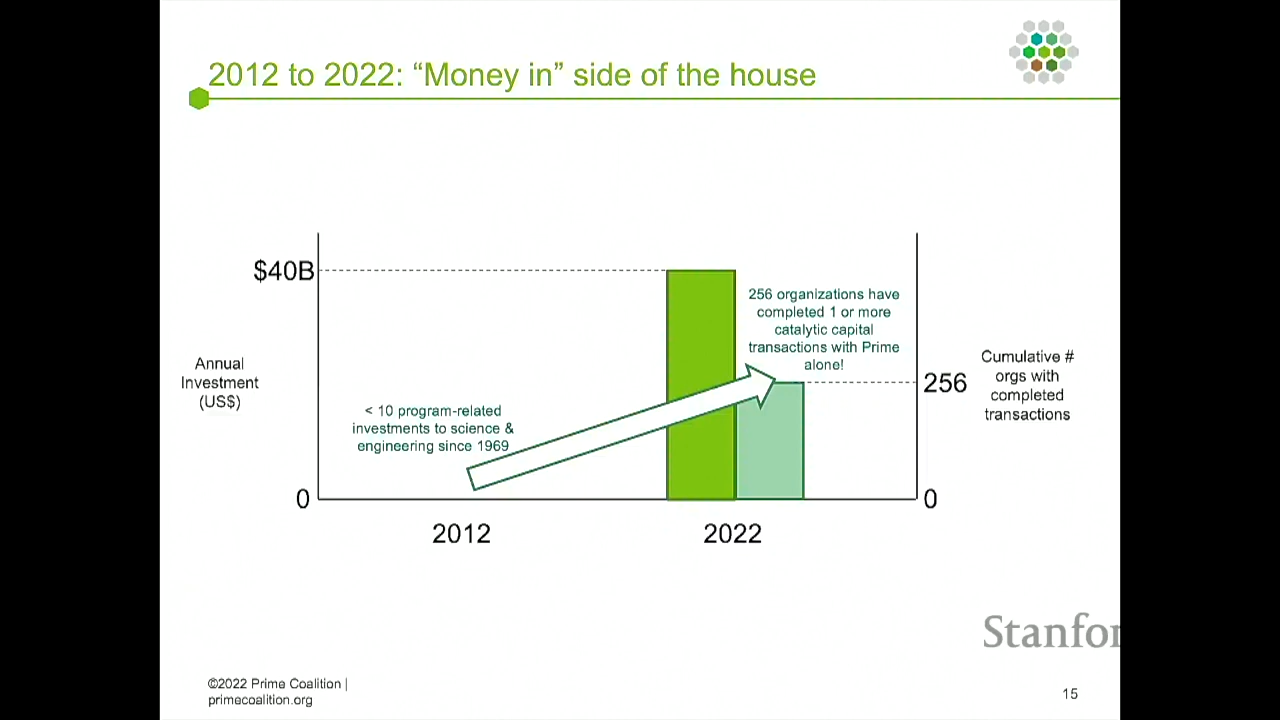 2012 to 2022: “Money in” side of the house
$40B
256 organizations have
completed 1 or more
catalytic capital
transactions with Prime
alone!
Annual
Investment
(US$)
Cumulative #
orgs with
completed
transactions
256
< 10 program-related
investments to science &
engineering since 1969
0
0
2012
2022
Stanfor
©2022 Prime Coalition |
primecoalition.org
15